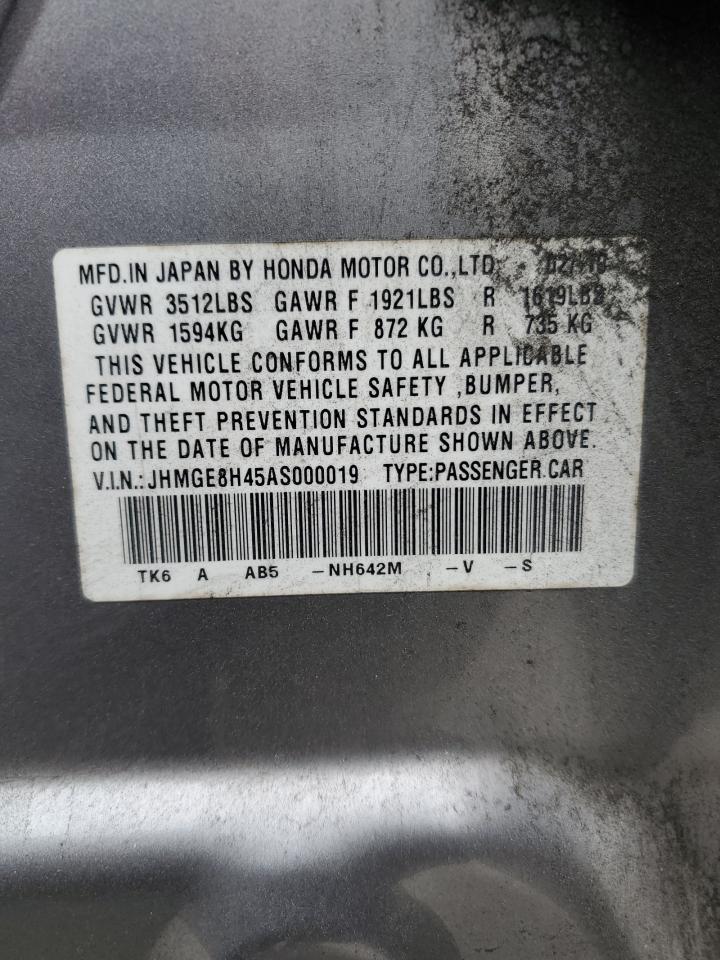 MFD.IN JAPAN BY HONDA MOTOR CO.,LTD.
GVWR 3512LBS GAWR F 1921LBS R 1619LBS
GVWR 1594KG GAWR F 872 KG R 735 KG
THIS VEHICLE CONFORMS TO ALL APPLICABLE
FEDERAL MOTOR VEHICLE SAFETY ,BUMPER,
AND THEFT PREVENTION STANDARDS IN EFFECT
ON THE DATE OF MANUFACTURE SHOWN ABOVE.
V.I.N.:JHMGE8H45AS000019 TYPE:PASSENGER CAR
TK6 A AB5 -NH642M -V -S